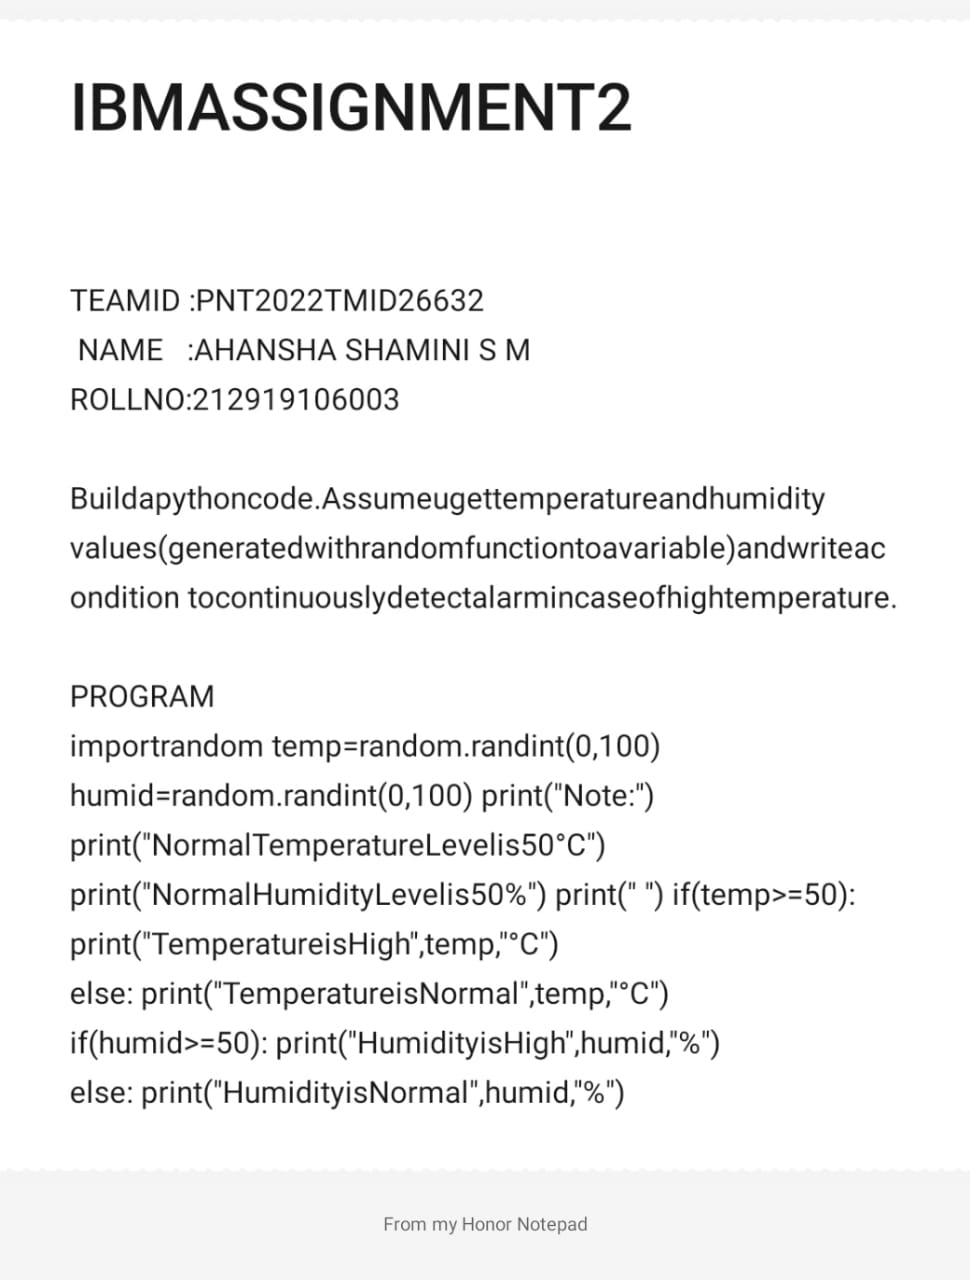 IBMASSIGNMENT2
TEAMID :PNT2022TMID26632
NAME   :AHANSHA SHAMINI S M
ROLLNO:212919106003
Buildapythoncode.Assumeugettemperatureandhumidity
values(generatedwithrandomfunctiontoavariable)andwriteac
ondition tocontinuouslydetectalarmincaseofhightemperature.
PROGRAM
importrandom temp=random.randint(0,100)
humid=random.randint(0,100) print("Note:")
print("NormalTemperatureLevelis50°C")
print("NormalHumidityLevelis50%") print(" ") if(temp>=50):
print("TemperatureisHigh",temp,"°C")
else: print("TemperatureisNormal",temp,"°C")
if(humid>=50): print("HumidityisHigh",humid,"%")
else: print("HumidityisNormal",humid,"%")
From my Honor Notepad